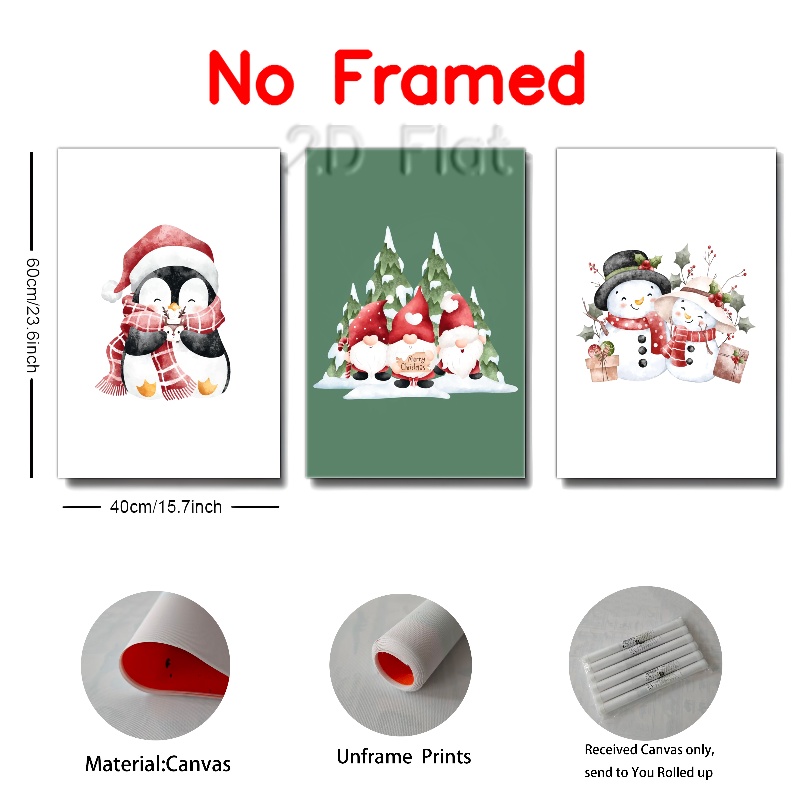 No Framed
2D Flat
60cm/23.6inch
Merry
Christmas
40cm/15.7inch
Material:Canvas
Unframe Prints
Received Canvas only,
send to You Rolled up